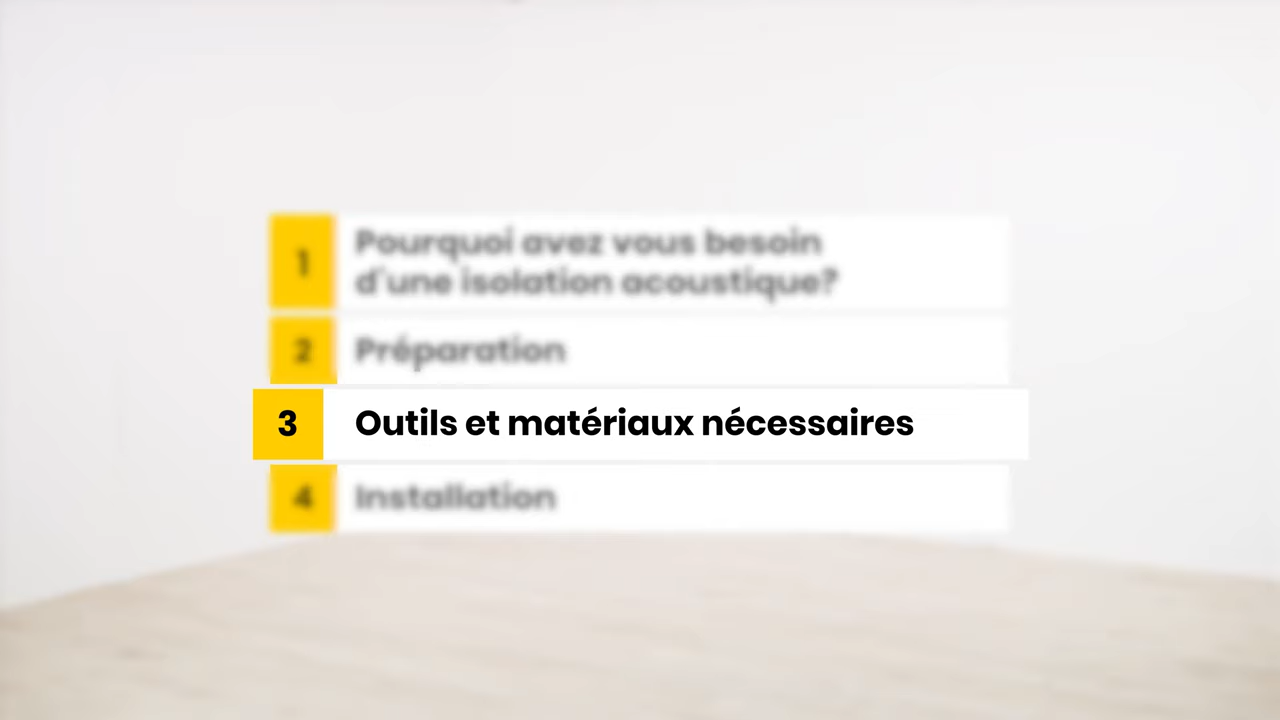 1
Pourquoi avez vous besoin
d'une isolation acoustique?
2
Préparation
3
Outils et matériaux nécessaires
4
Installation